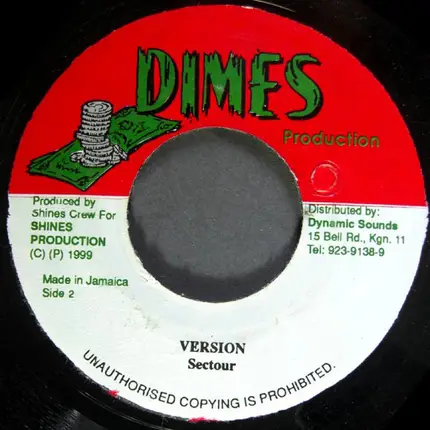 DIMES
Production
Produced by
Shines Crew For
SHINES
PRODUCTION
(C) (P) 1999
Made in Jamaica
Side 2
Distributed by:
Dynamic Sounds
15 Bell Rd., Kgn. 11
Tel: 923-9138-9
VERSION
Sectour
UNAUTHORISED COPYING IS PROHIBITED.